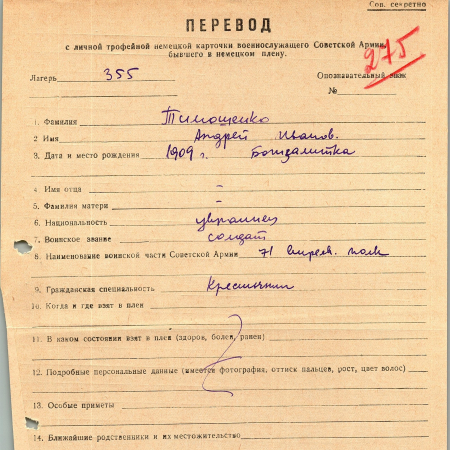 Сов. секретно
ПЕРЕВОД
с личной трофейной немецкой карточки военнослужащего Советской Армии,
бывшего в немецком плену.
275
Лагерь 355
Опознавательный знак
№
1. Фамилия Тимошенко
2 Имя Андрей Иванов.
3. Дата и место рождения 1909 г.
4. Имя отца –
5. Фамилия матери –
6. Национальность украинец
7. Воинское звание солдат
8. Наименование воинской части Советской Армии 71 стрел. полк
9. Гражданская специальность Крестьянин
10. Когда и где взят в плен
11. В каком состоянии взят в плен (здоров, болен, ранен)
12. Подробные персональные данные (имеется фотография, оттиск пальцев, рост, цвет волос)
13. Особые приметы
14. Ближайшие родственники и их местожительство